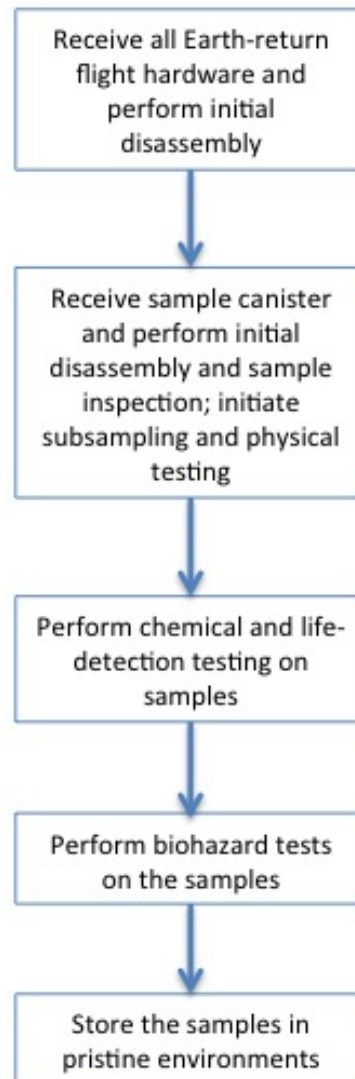 Receive all Earth-return
flight hardware and
perform initial
disassembly
Receive sample canister
and perform initial
disassembly and sample
inspection; initiate
subsampling and physical
testing
Perform chemical and life-
detection testing on
samples
Perform biohazard tests
on the samples
Store the samples in
pristine environments